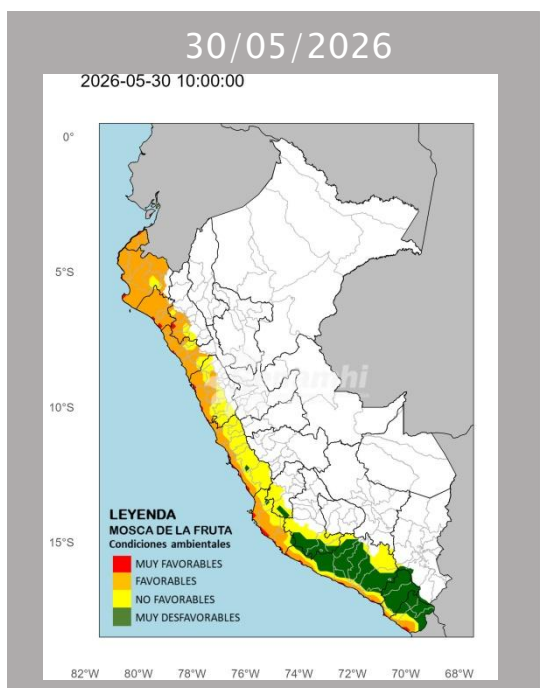 30/05/2026
2026-05-30 10:00:00
0°
5°S
10°S
15°S
senamhi
LEYENDA
MOSCA DE LA FRUTA
Condiciones ambientales
MUY FAVORABLES
FAVORABLES
NO FAVORABLES
MUY DESFAVORABLES
82°W 80°W 78°W 76°W 74°W 72°W 70°W 68°W